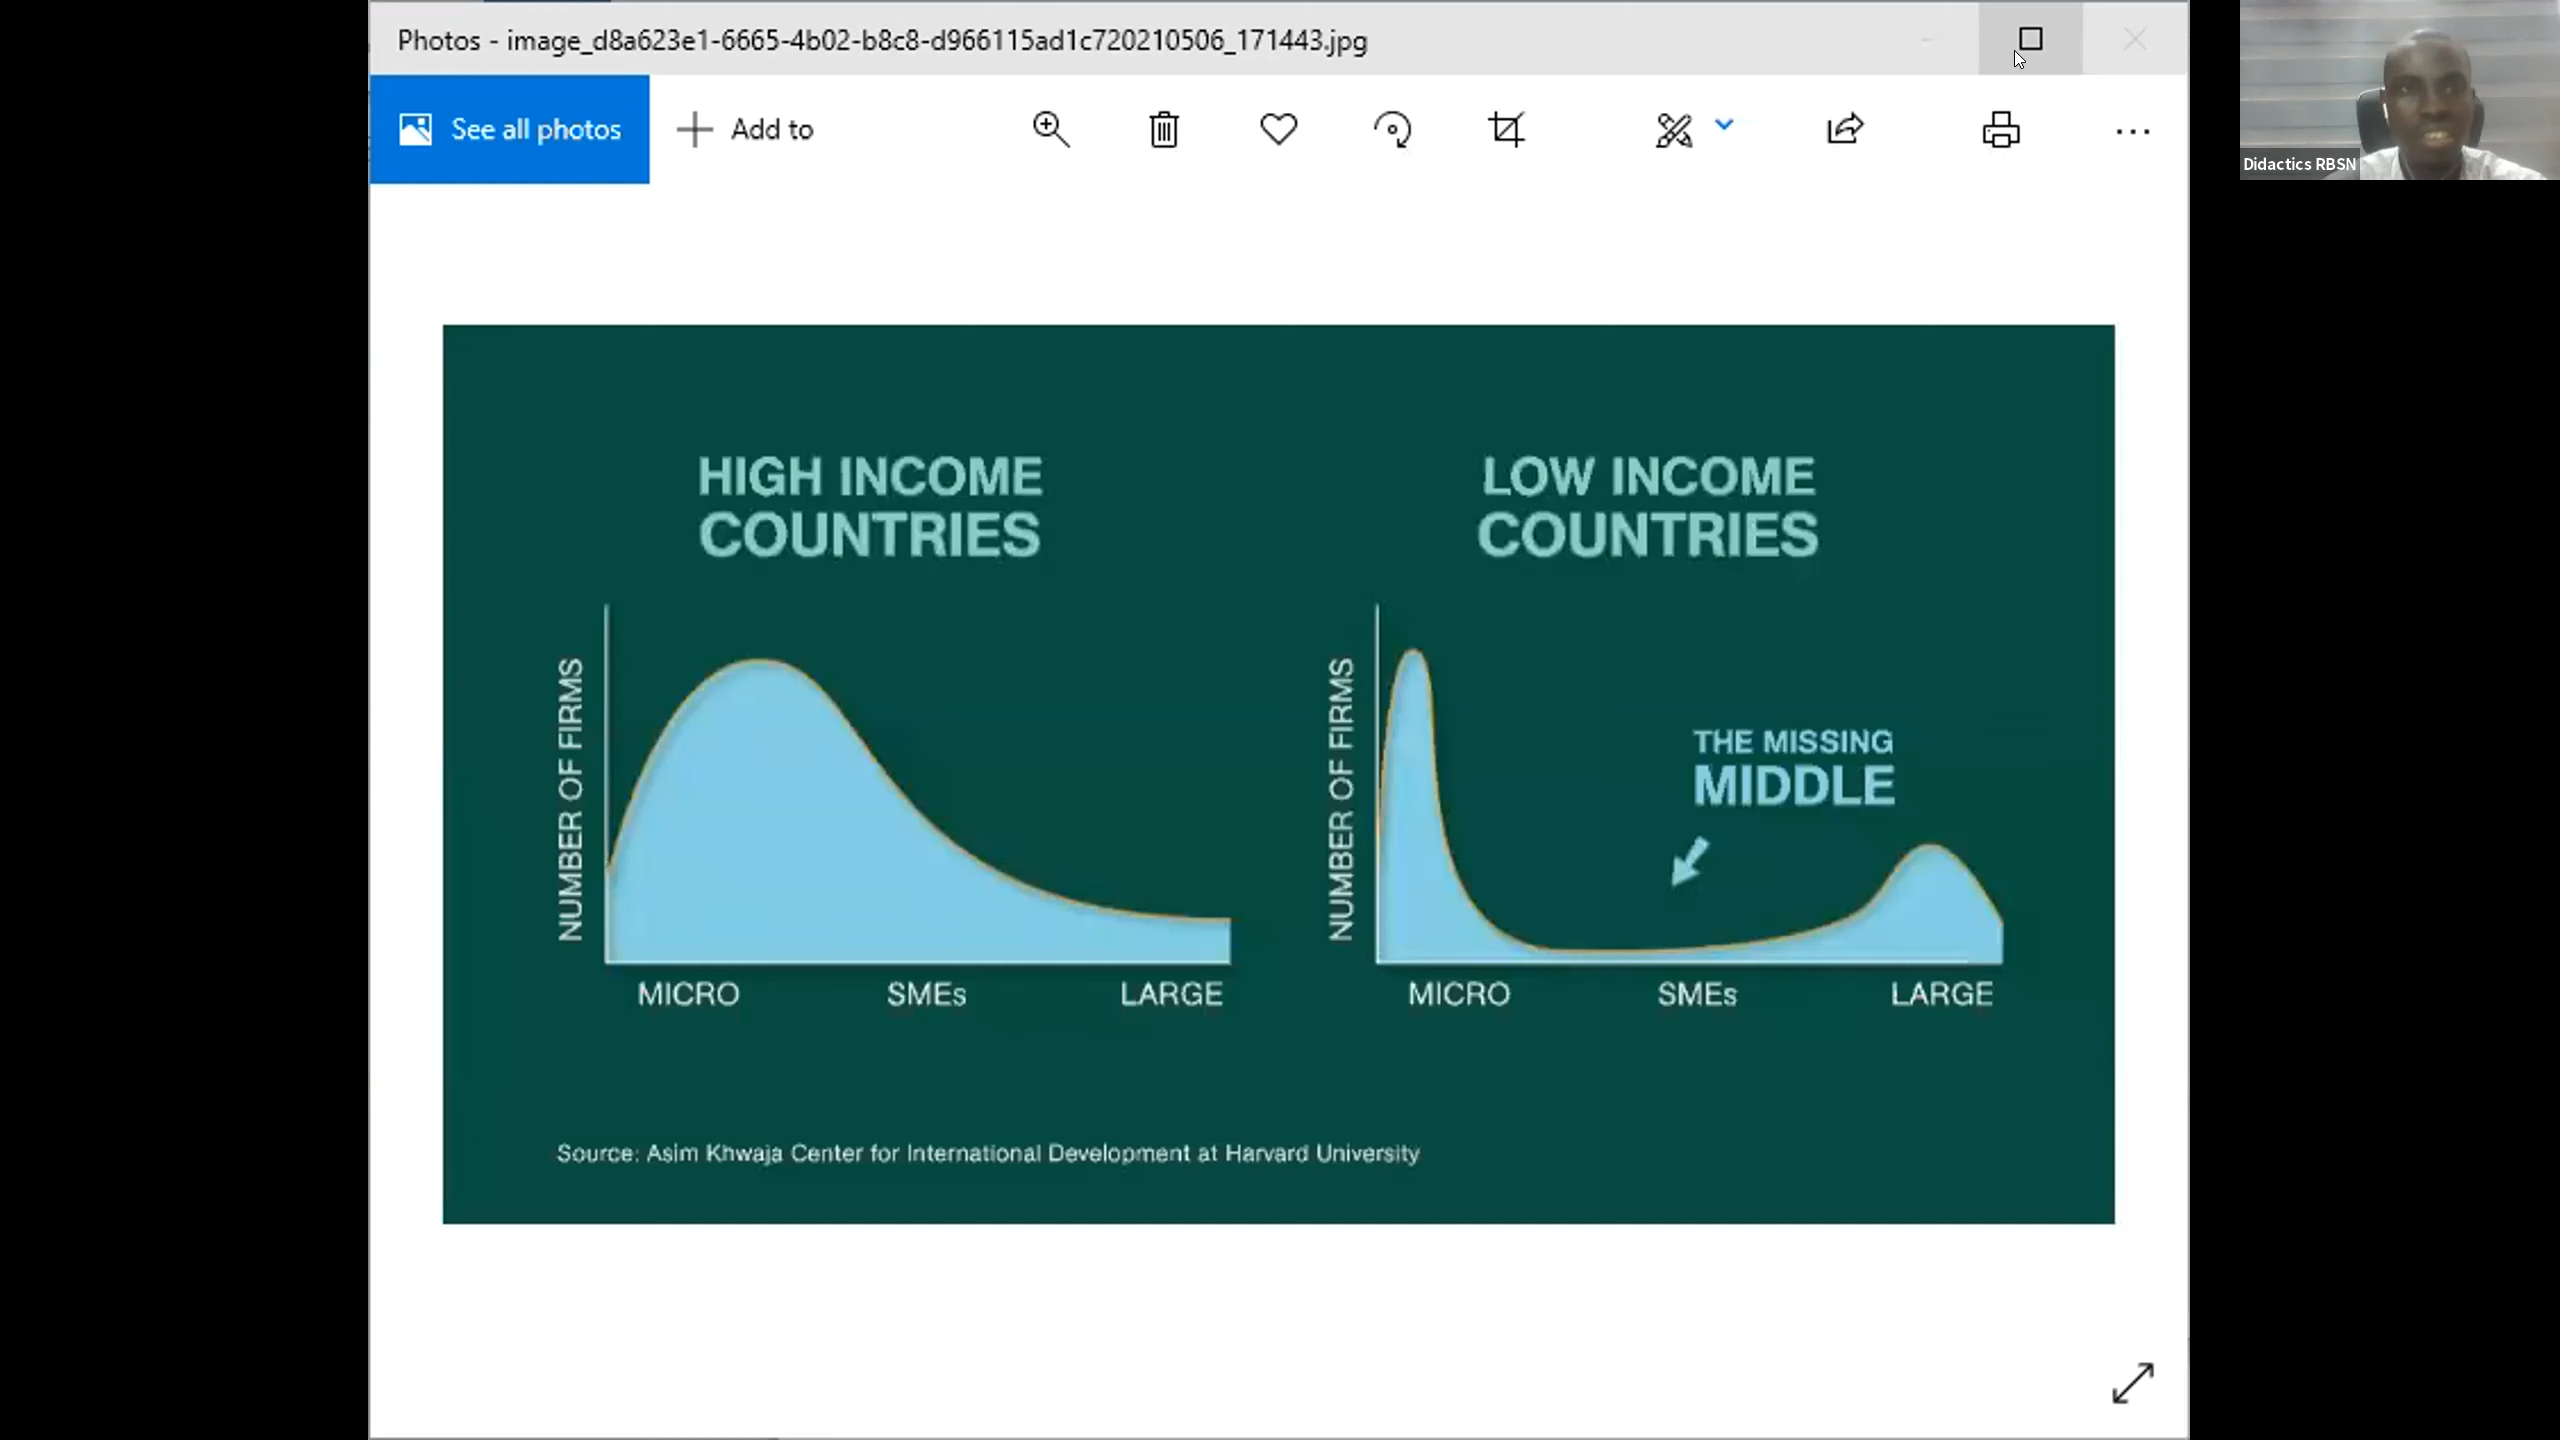 Photos - image_d8a623e1-6665-4b02-b8c8-d966115ad1c720210506_171443.jpg
See all photos
Add to
Didactics RBSN
HIGH INCOME
COUNTRIES
NUMBER OF FIRMS
MICRO SMEs LARGE
LOW INCOME
COUNTRIES
NUMBER OF FIRMS
THE MISSING
MIDDLE
MICRO SMEs LARGE
Source: Asim Khwaja Center for International Development at Harvard University